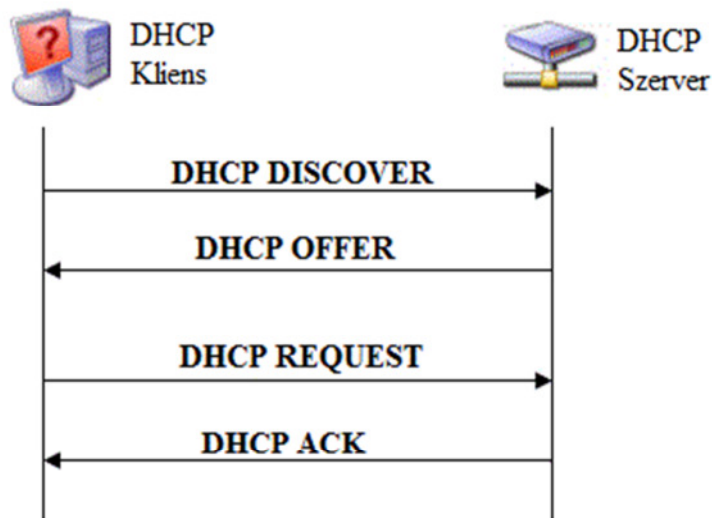 DHCP
Kliens
DHCP
Szerver
DHCP DISCOVER
DHCP OFFER
DHCP REQUEST
DHCP ACK